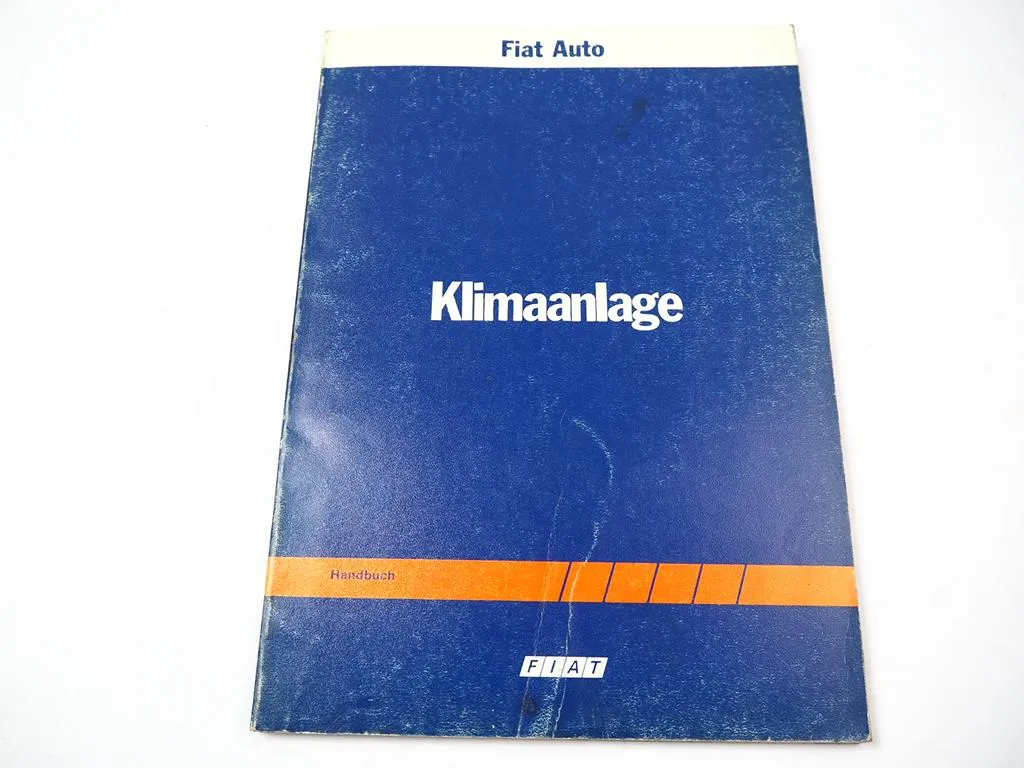 Fiat Auto
Klimaanlage
Handbuch
FIAT